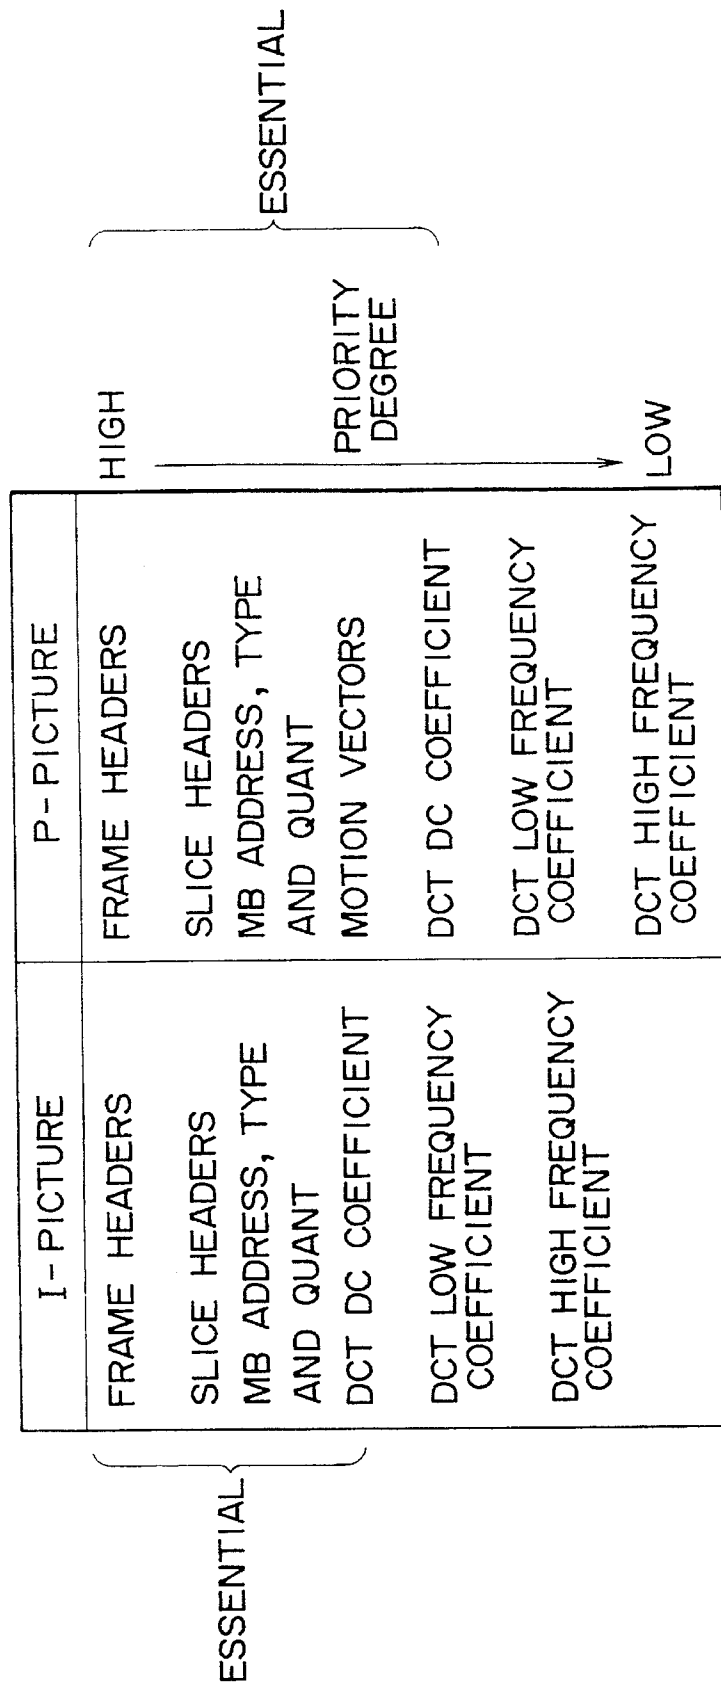 I-PICTURE
P-PICTURE
ESSENTIAL
FRAME HEADERS
SLICE HEADERS
MB ADDRESS, TYPE
AND QUANT
DCT DC COEFFICIENT
DCT LOW FREQUENCY
COEFFICIENT
DCT HIGH FREQUENCY
COEFFICIENT
FRAME HEADERS
SLICE HEADERS
MB ADDRESS, TYPE
AND QUANT
MOTION VECTORS
DCT DC COEFFICIENT
DCT LOW FREQUENCY
COEFFICIENT
DCT HIGH FREQUENCY
COEFFICIENT
HIGH
PRIORITY
DEGREE
LOW
ESSENTIAL